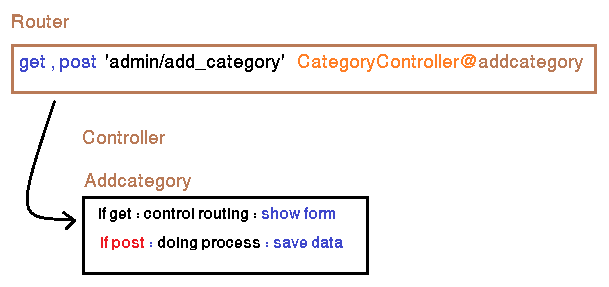 Router
get , post 'admin/add_category' CategoryController@addcategory
Controller
Addcategory
If get : control routing : show form
If post : doing process : save data